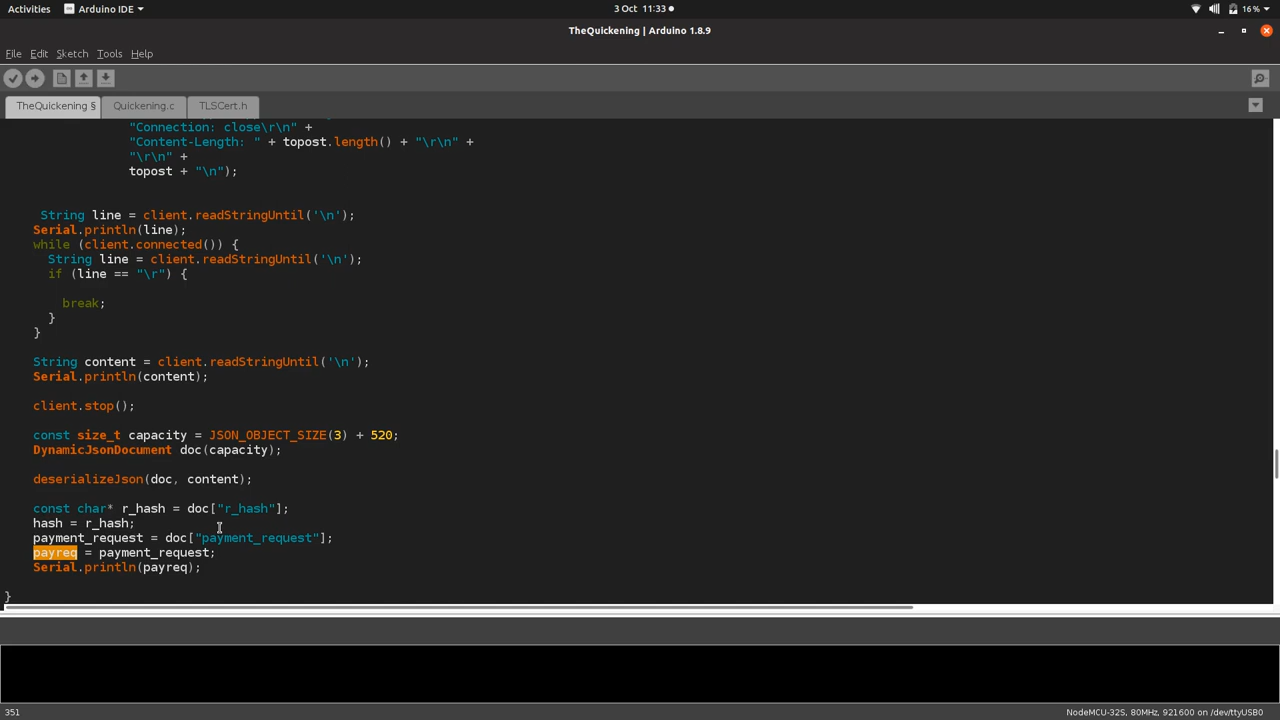 Activities Arduino IDE 3 Oct 11:33 16%
TheQuickening | Arduino 1.8.9
File Edit Sketch Tools Help
TheQuickening § Quickening.c TLSCert.h
"Connection: close\r\n" +
"Content-Length: " + topost.length() + "\r\n" +
"\r\n" +
topost + "\n");
String line = client.readStringUntil('\n');
Serial.println(line);
while (client.connected()) {
String line = client.readStringUntil('\n');
if (line == "\r") {
break;
}
}
String content = client.readStringUntil('\n');
Serial.println(content);
client.stop();
const size_t capacity = JSON_OBJECT_SIZE(3) + 520;
DynamicJsonDocument doc(capacity);
deserializeJson(doc, content);
const char* r_hash = doc["r_hash"];
hash = r_hash;
payment_request = doc["payment_request"];
payreq = payment_request;
Serial.println(payreq);
}
351 NodeMCU-32S, 80MHz, 921600 on /dev/ttyUSB0